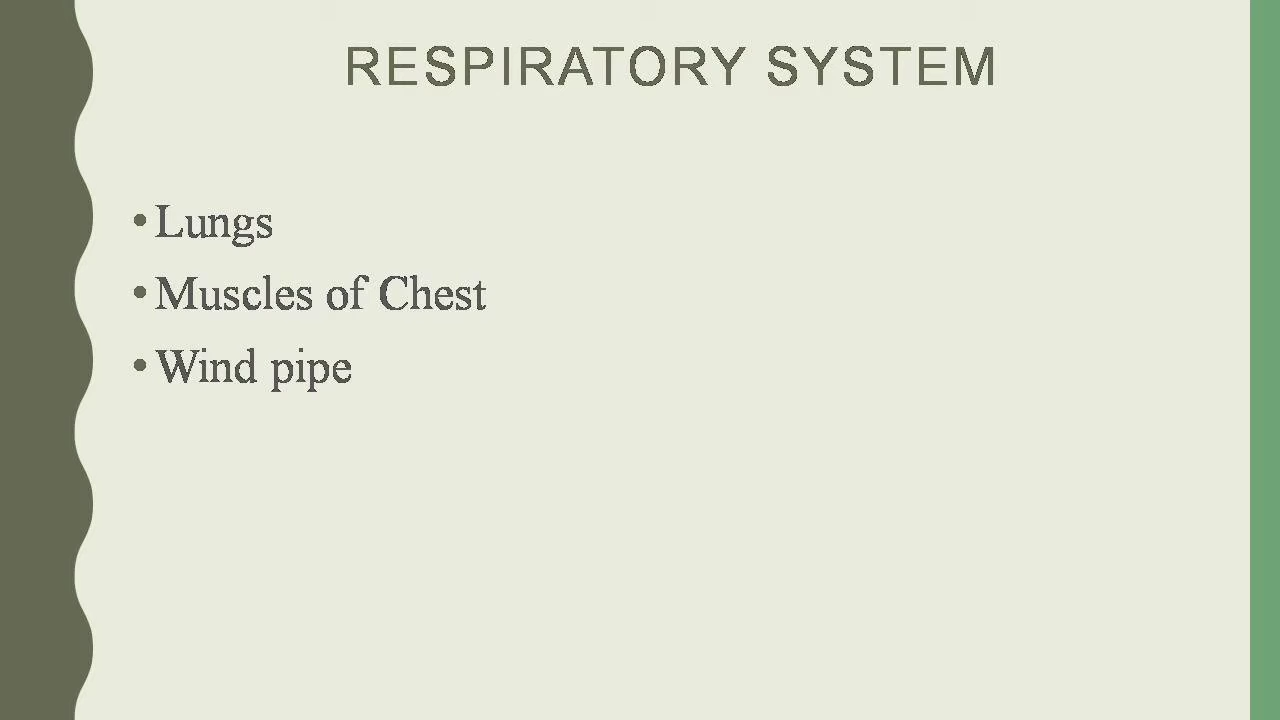 RESPIRATORY SYSTEM
• Lungs
• Muscles of Chest
• Wind pipe